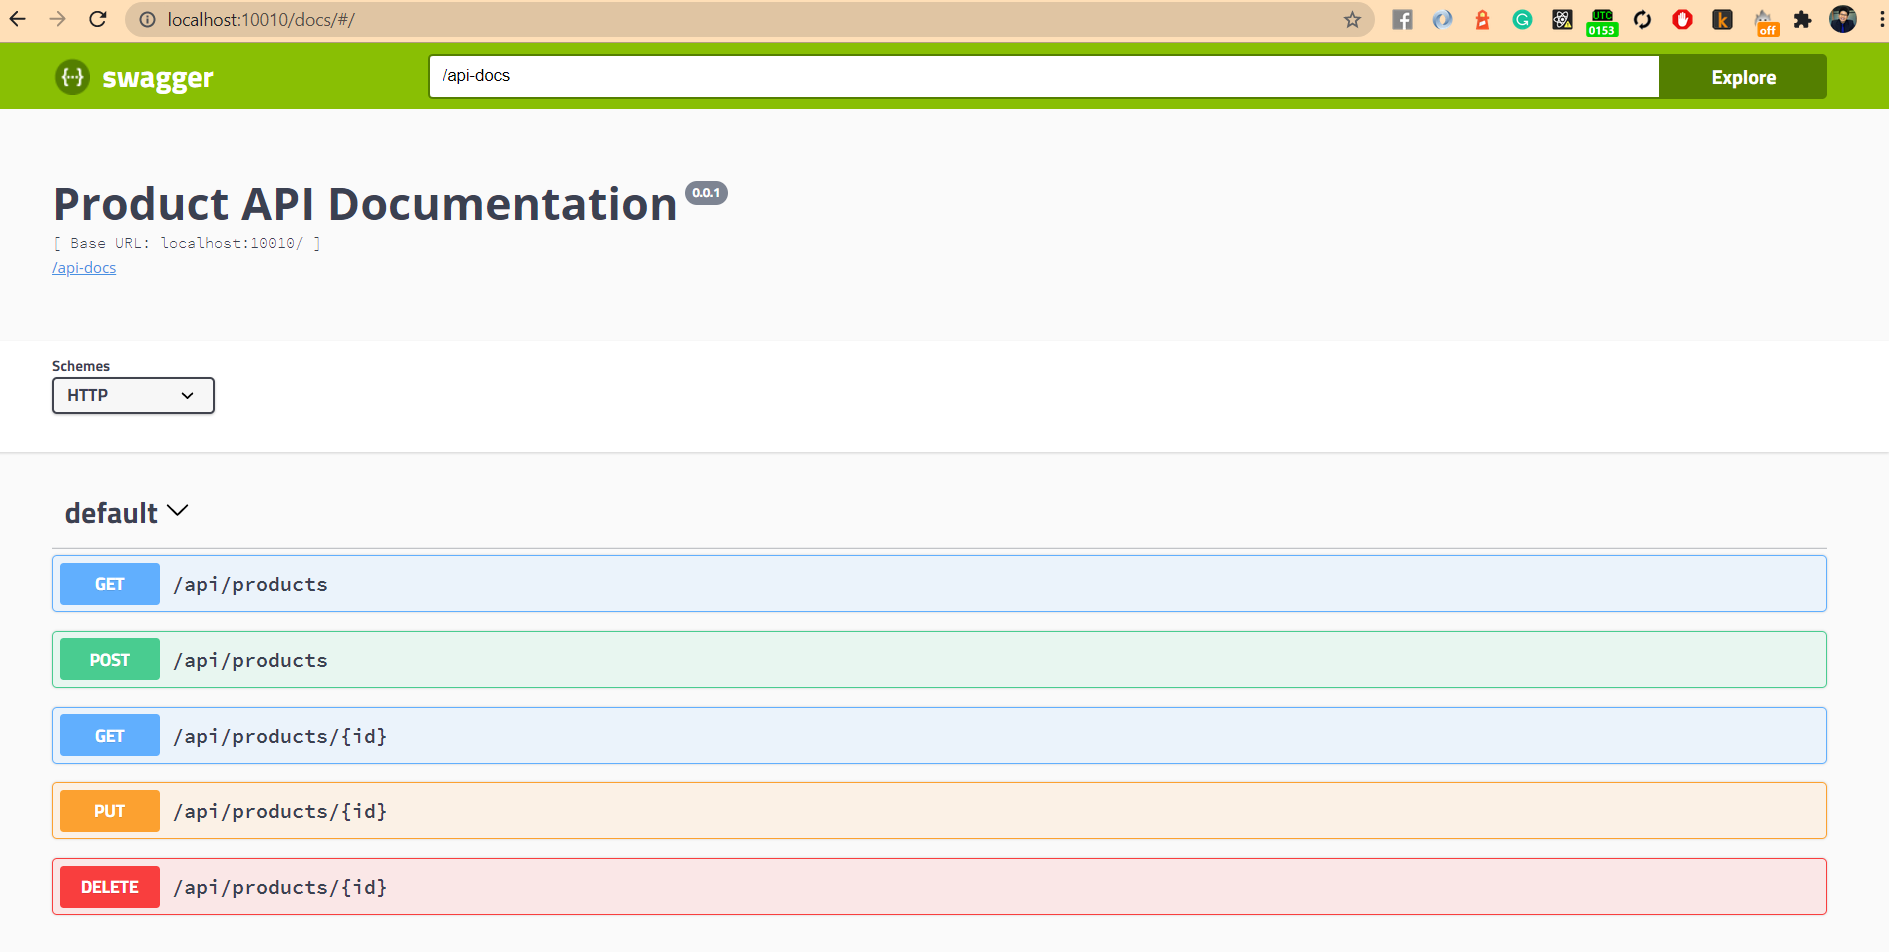 localhost:10010/docs/#/
UTC
0153
off
swagger
/api-docs
Explore
Product API Documentation 0.0.1
[ Base URL: localhost:10010/ ]
/api-docs
Schemes
HTTP
default
GET /api/products
POST /api/products
GET /api/products/{id}
PUT /api/products/{id}
DELETE /api/products/{id}